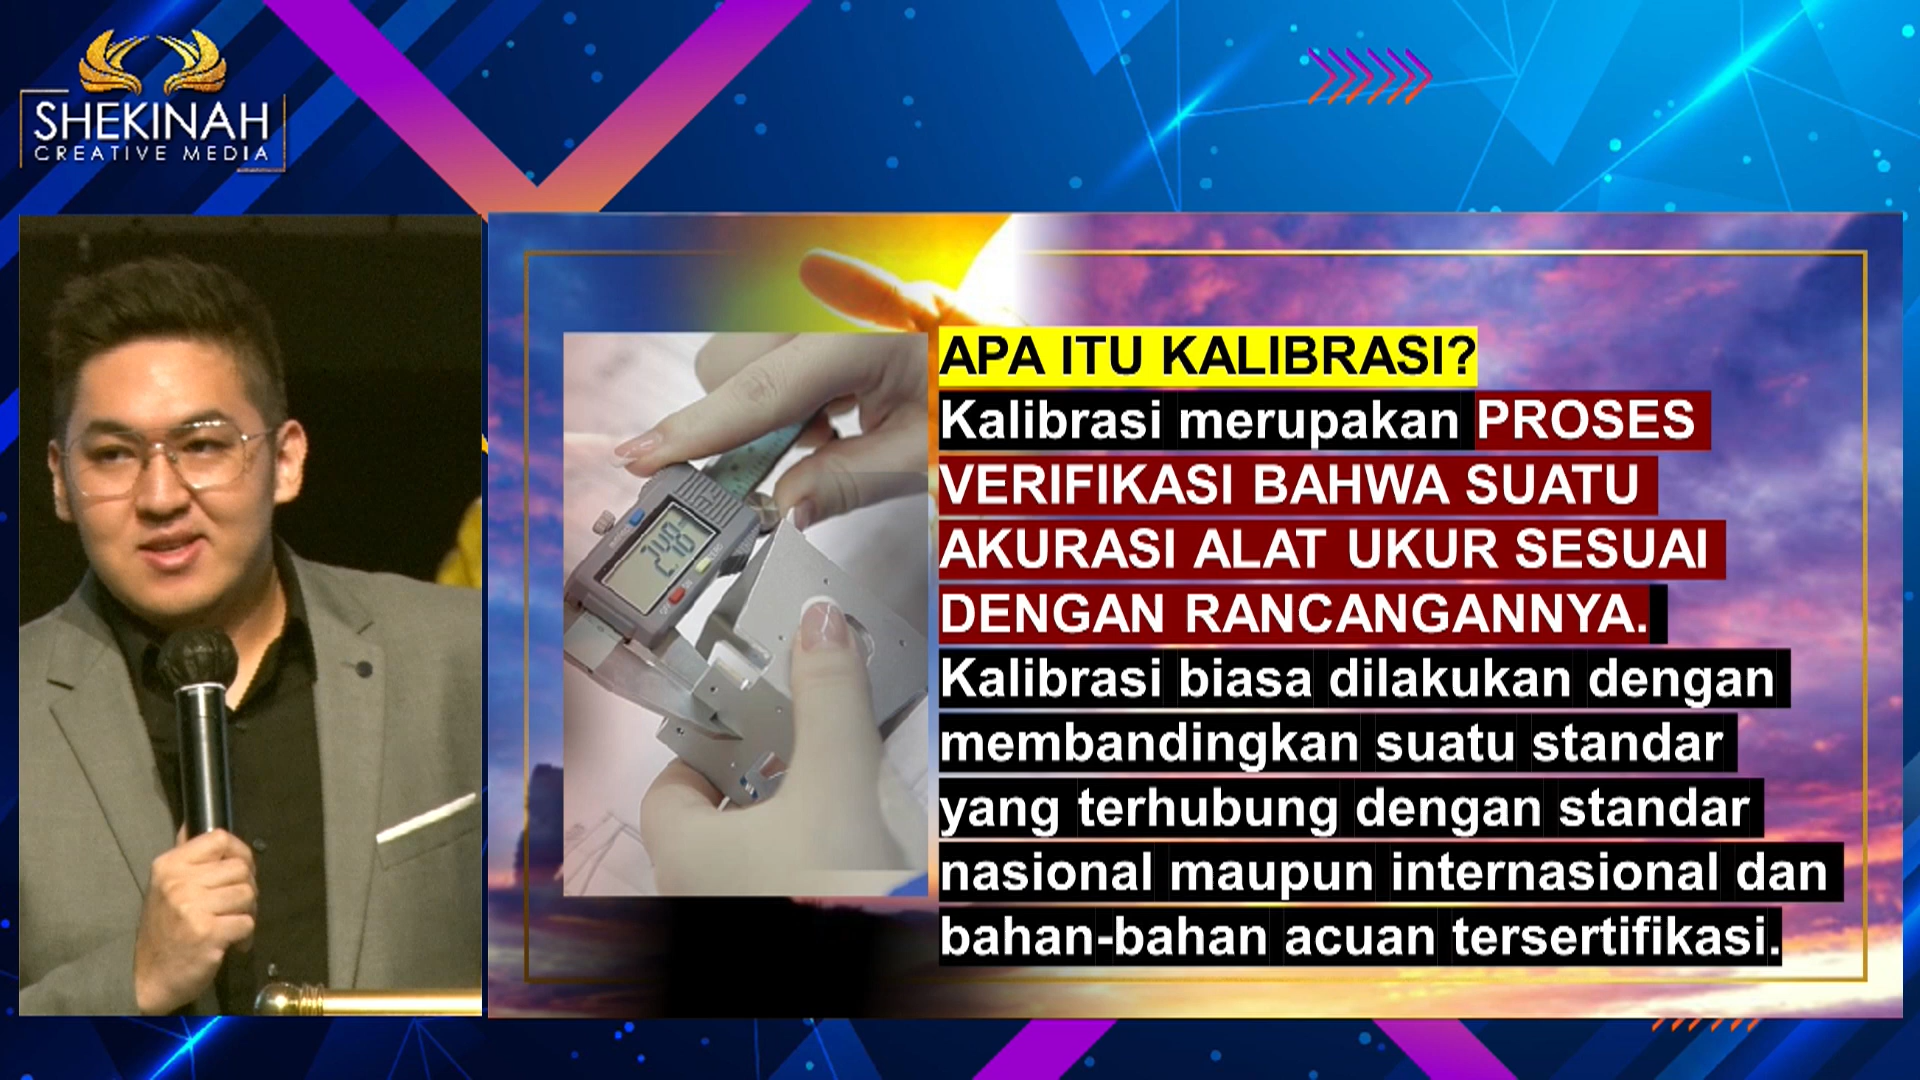 SHEKINAH
CREATIVE MEDIA
APA ITU KALIBRASI?
Kalibrasi merupakan PROSES
VERIFIKASI BAHWA SUATU
AKURASI ALAT UKUR SESUAI
DENGAN RANCANGANNYA.
Kalibrasi biasa dilakukan dengan
membandingkan suatu standar
yang terhubung dengan standar
nasional maupun internasional dan
bahan-bahan acuan tersertifikasi.